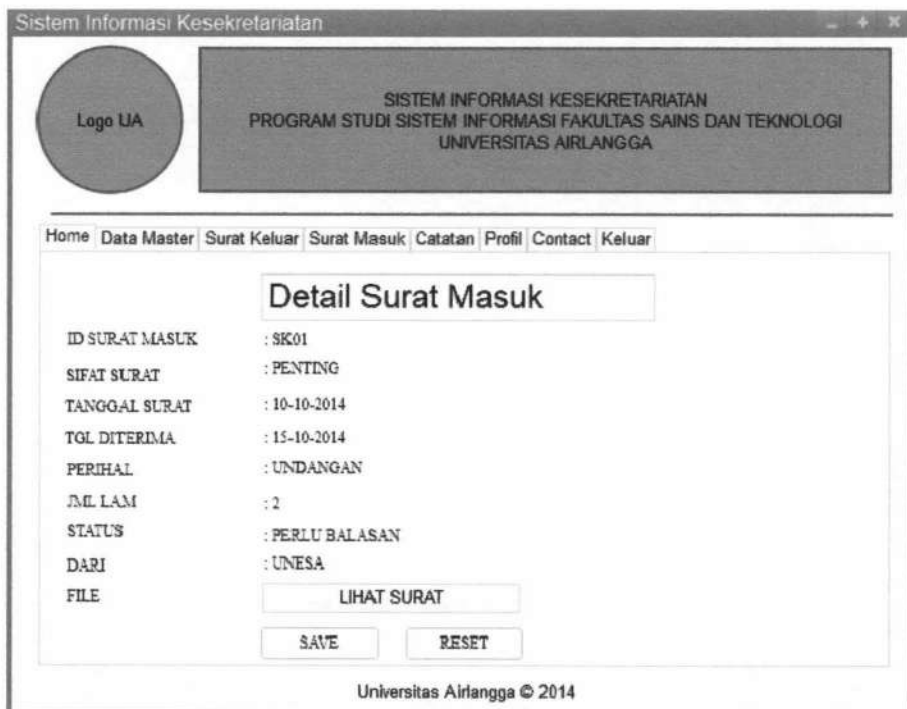 Sistem Informasi Kesekretariatan
Logo UA
SISTEM INFORMASI KESEKRETARIATAN
PROGRAM STUDI SISTEM INFORMASI FAKULTAS SAINS DAN TEKNOLOGI
UNIVERSITAS AIRLANGGA
Home Data Master Surat Keluar Surat Masuk Catatan Profil Contact Keluar
Detail Surat Masuk
ID SURAT MASUK : SK01
SIFAT SURAT : PENTING
TANGGAL SURAT : 10-10-2014
TGL DITERIMA : 15-10-2014
PERIHAL : UNDANGAN
JML LAM : 2
STATUS : PERLU BALASAN
DARI : UNESA
FILE LIHAT SURAT
SAVE RESET
Universitas Airlangga © 2014